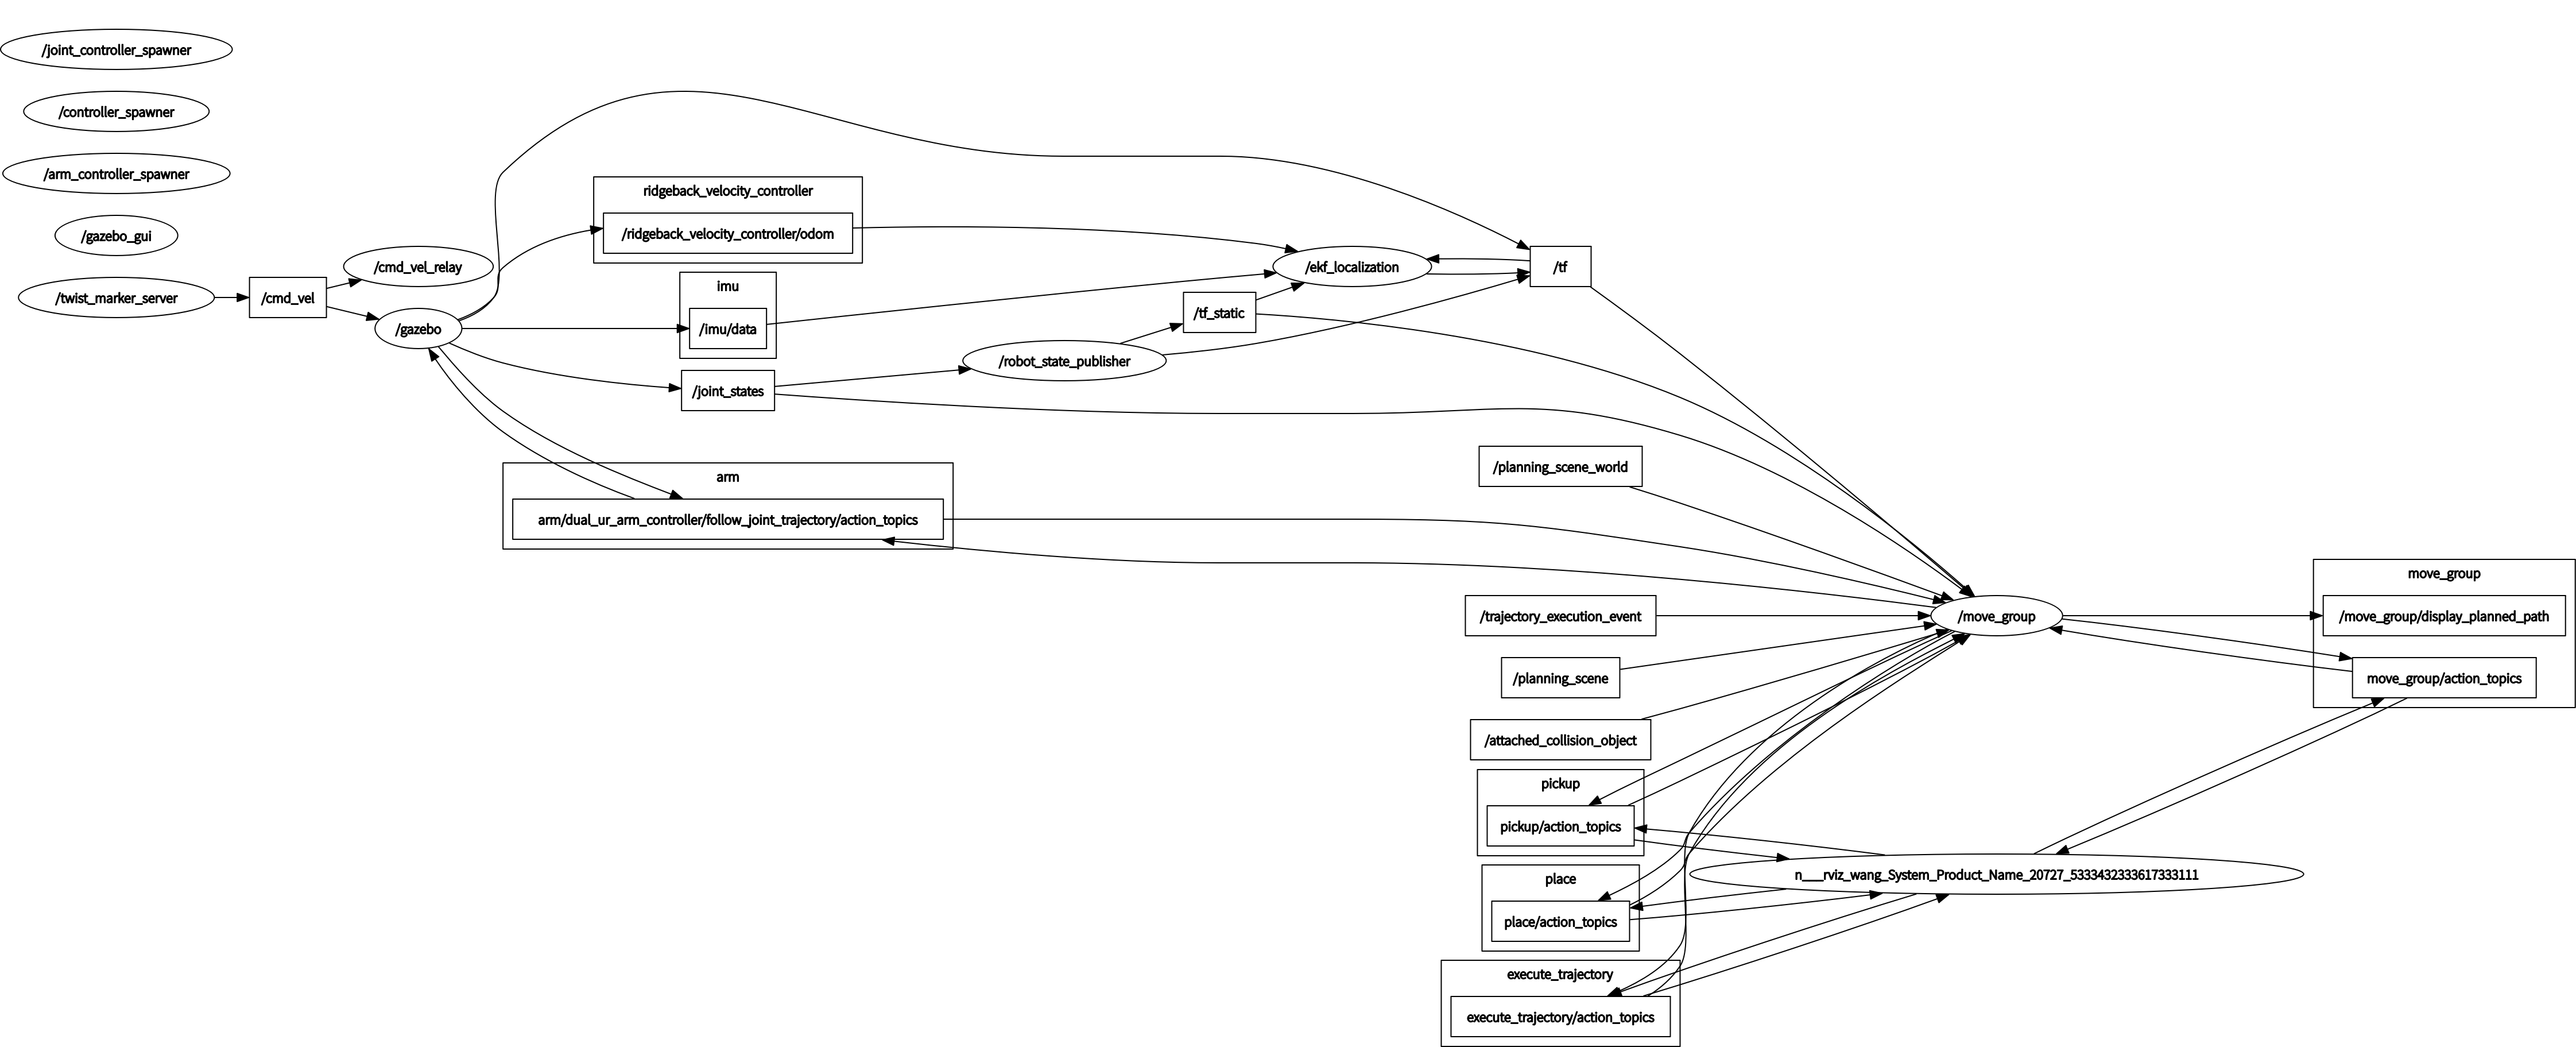 /joint_controller_spawner
/controller_spawner
/arm_controller_spawner
/gazebo_gui
/twist_marker_server
/cmd_vel
/cmd_vel_relay
/gazebo
ridgeback_velocity_controller
/ridgeback_velocity_controller/odom
imu
/imu/data
/joint_states
arm
arm/dual_ur_arm_controller/follow_joint_trajectory/action_topics
/robot_state_publisher
/tf_static
/ekf_localization
/tf
/planning_scene_world
/trajectory_execution_event
/planning_scene
/attached_collision_object
pickup
pickup/action_topics
place
place/action_topics
execute_trajectory
execute_trajectory/action_topics
/move_group
n___rviz_wang_System_Product_Name_20727_5333432333617333111
move_group
/move_group/display_planned_path
move_group/action_topics